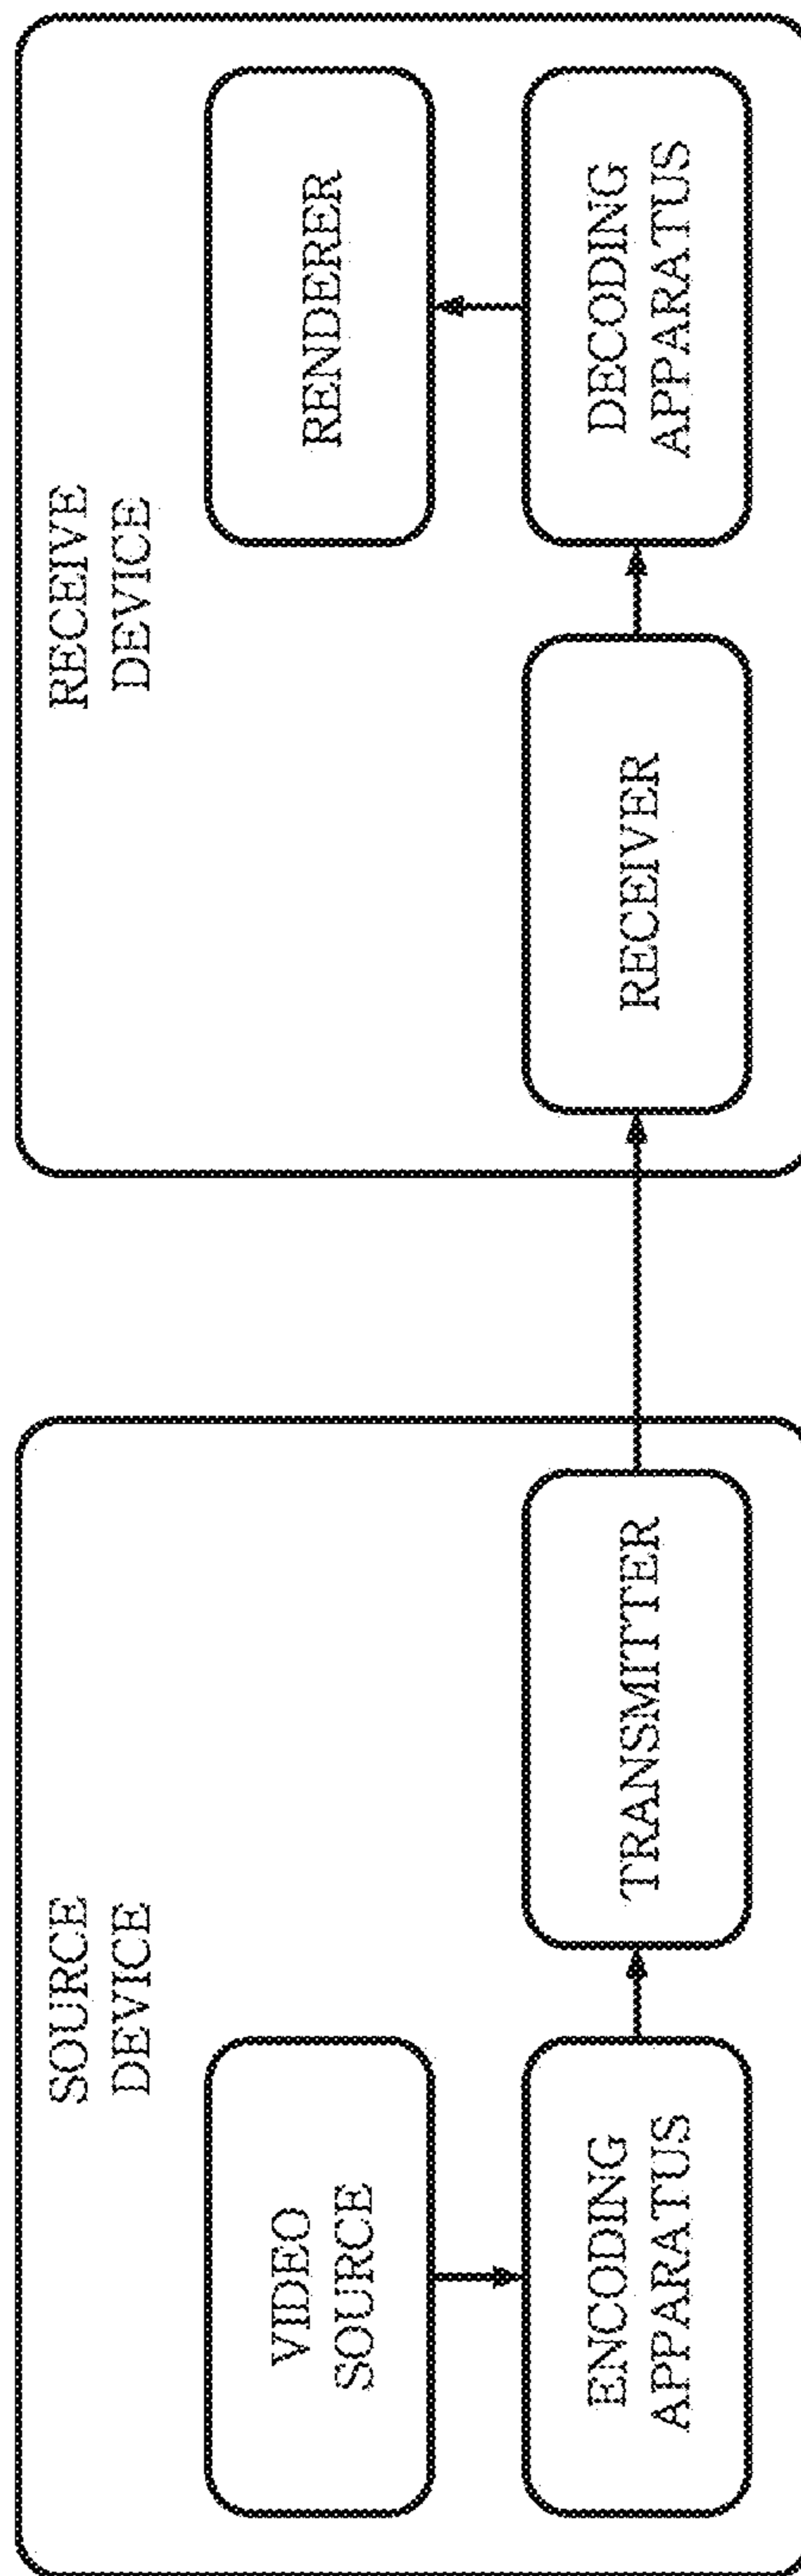 SOURCE
DEVICE
VIDEO
SOURCE
ENCODING
APPARATUS
TRANSMITTER
RECEIVE
DEVICE
RECEIVER
DECODING
APPARATUS
RENDERER